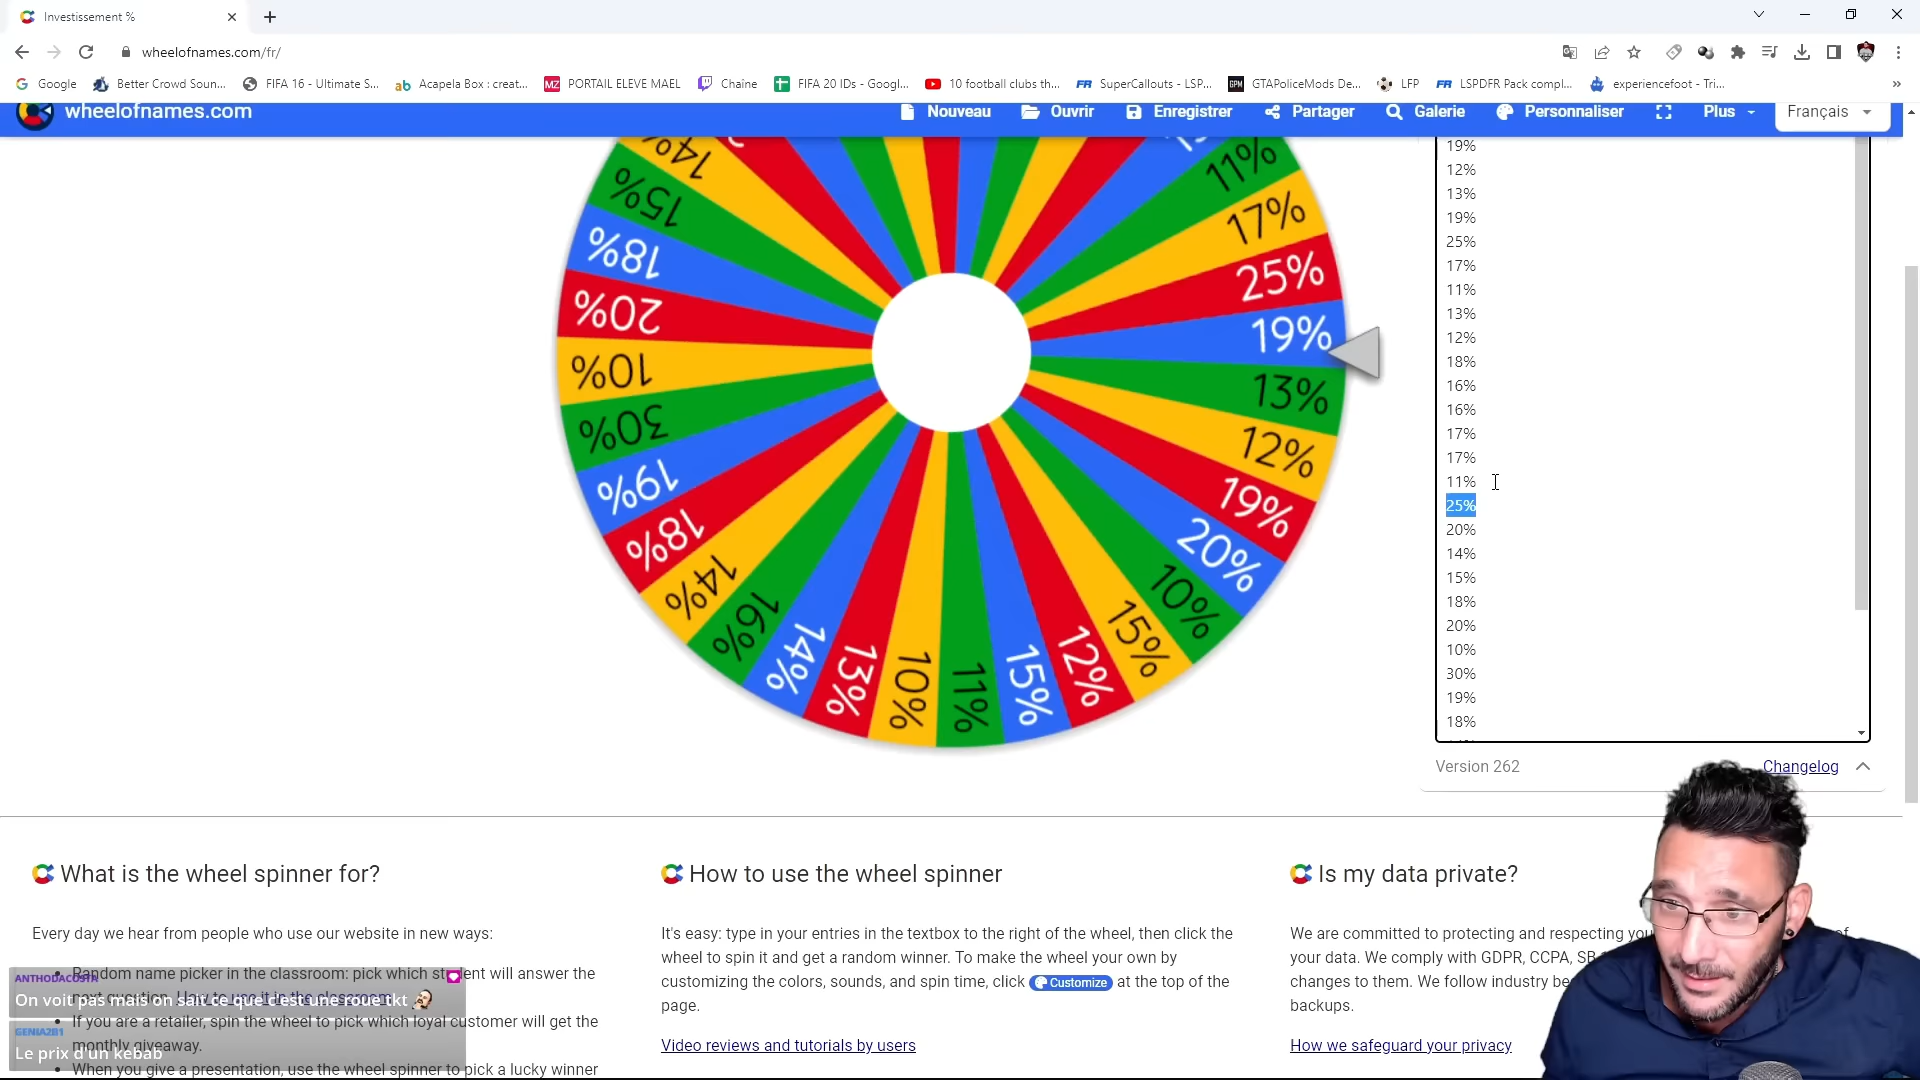 Investissement %
wheelofnames.com/fr/
Google
Better Crowd Soun...
FIFA 16 - Ultimate S...
Acapela Box : creat...
PORTAIL ELEVE MAEL
Chaîne
FIFA 20 IDs - Googl...
10 football clubs th...
SuperCallouts - LSP...
GTAPoliceMods De...
LFP
LSPDFR Pack compl...
experiencefoot - Tri...
wheelofnames.com
Nouveau
Ouvrir
Enregistrer
Partager
Galerie
Personnaliser
Plus
Français
11%
17%
25%
19%
13%
12%
19%
20%
10%
15%
12%
15%
11%
10%
13%
14%
16%
14%
18%
19%
30%
10%
20%
18%
15%
14%
19%
12%
13%
19%
25%
17%
11%
13%
12%
18%
16%
16%
17%
17%
11%
25%
20%
14%
15%
18%
20%
10%
30%
19%
18%
Version 262
Changelog
What is the wheel spinner for?
Every day we hear from people who use our website in new ways:
Random name picker in the classroom: pick which student will answer the
If you are a retailer, spin the wheel to pick which loyal customer will get the
monthly giveaway.
When you give a presentation, use the wheel spinner to pick a lucky winner
ANTHODACOSTA
On voit pas mais on sait ce que c'est une roue tkt
GENIA2B1
Le prix d'un kebab
How to use the wheel spinner
It's easy: type in your entries in the textbox to the right of the wheel, then click the
wheel to spin it and get a random winner. To make the wheel your own by
customizing the colors, sounds, and spin time, click Customize at the top of the
page.
Video reviews and tutorials by users
Is my data private?
We are committed to protecting and respecting you
your data. We comply with GDPR, CCPA, SB
changes to them. We follow industry be
backups.
How we safeguard your privacy